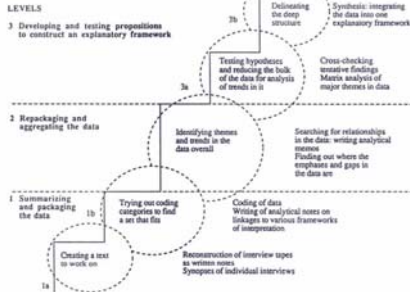 LEVELS
3 Developing and testing propositions
to construct an explanatory framework
3b
Delineating
the deep
structure
Synthesis: integrating
the data into one
explanatory framework
3a
Testing hypotheses
and reducing the bulk
of the data for analysis
of trends in it
Cross-checking
tentative findings
Matrix analysis of
major themes in data
2 Repackaging and
aggregating the data
Identifying themes
and trends in the
data overall
Searching for relationships
in the data: writing analytical
memos
Finding out where the
emphases and gaps in
the data are
1 Summarizing
and packaging
the data
1b
Trying out coding
categories to find
a set that fits
Coding of data
Writing of analytical notes on
linkages to various frameworks
of interpretation
1a
Creating a text
to work on
Reconstruction of interview tapes
as written notes
Synopses of individual interviews